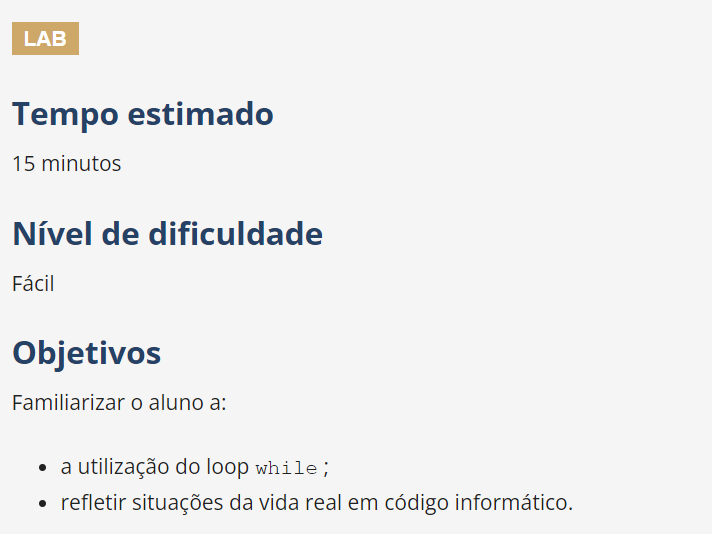 LAB
Tempo estimado
15 minutos
Nível de dificuldade
Fácil
Objetivos
Familiarizar o aluno a:
• a utilização do loop while ;
• refletir situações da vida real em código informático.